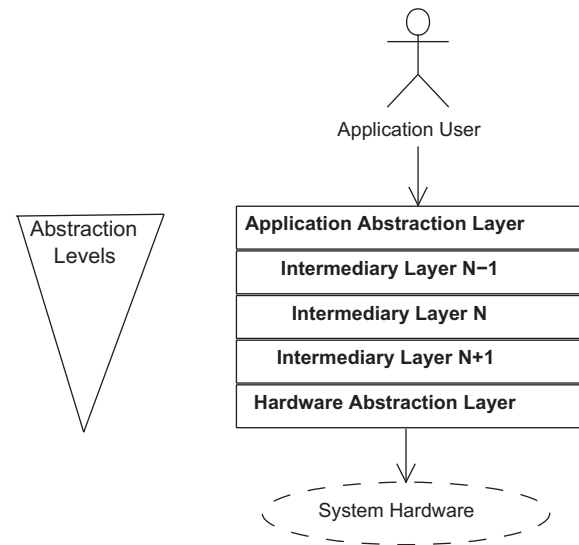 Application User
Abstraction
Levels
Application Abstraction Layer
Intermediary Layer N−1
Intermediary Layer N
Intermediary Layer N+1
Hardware Abstraction Layer
System Hardware